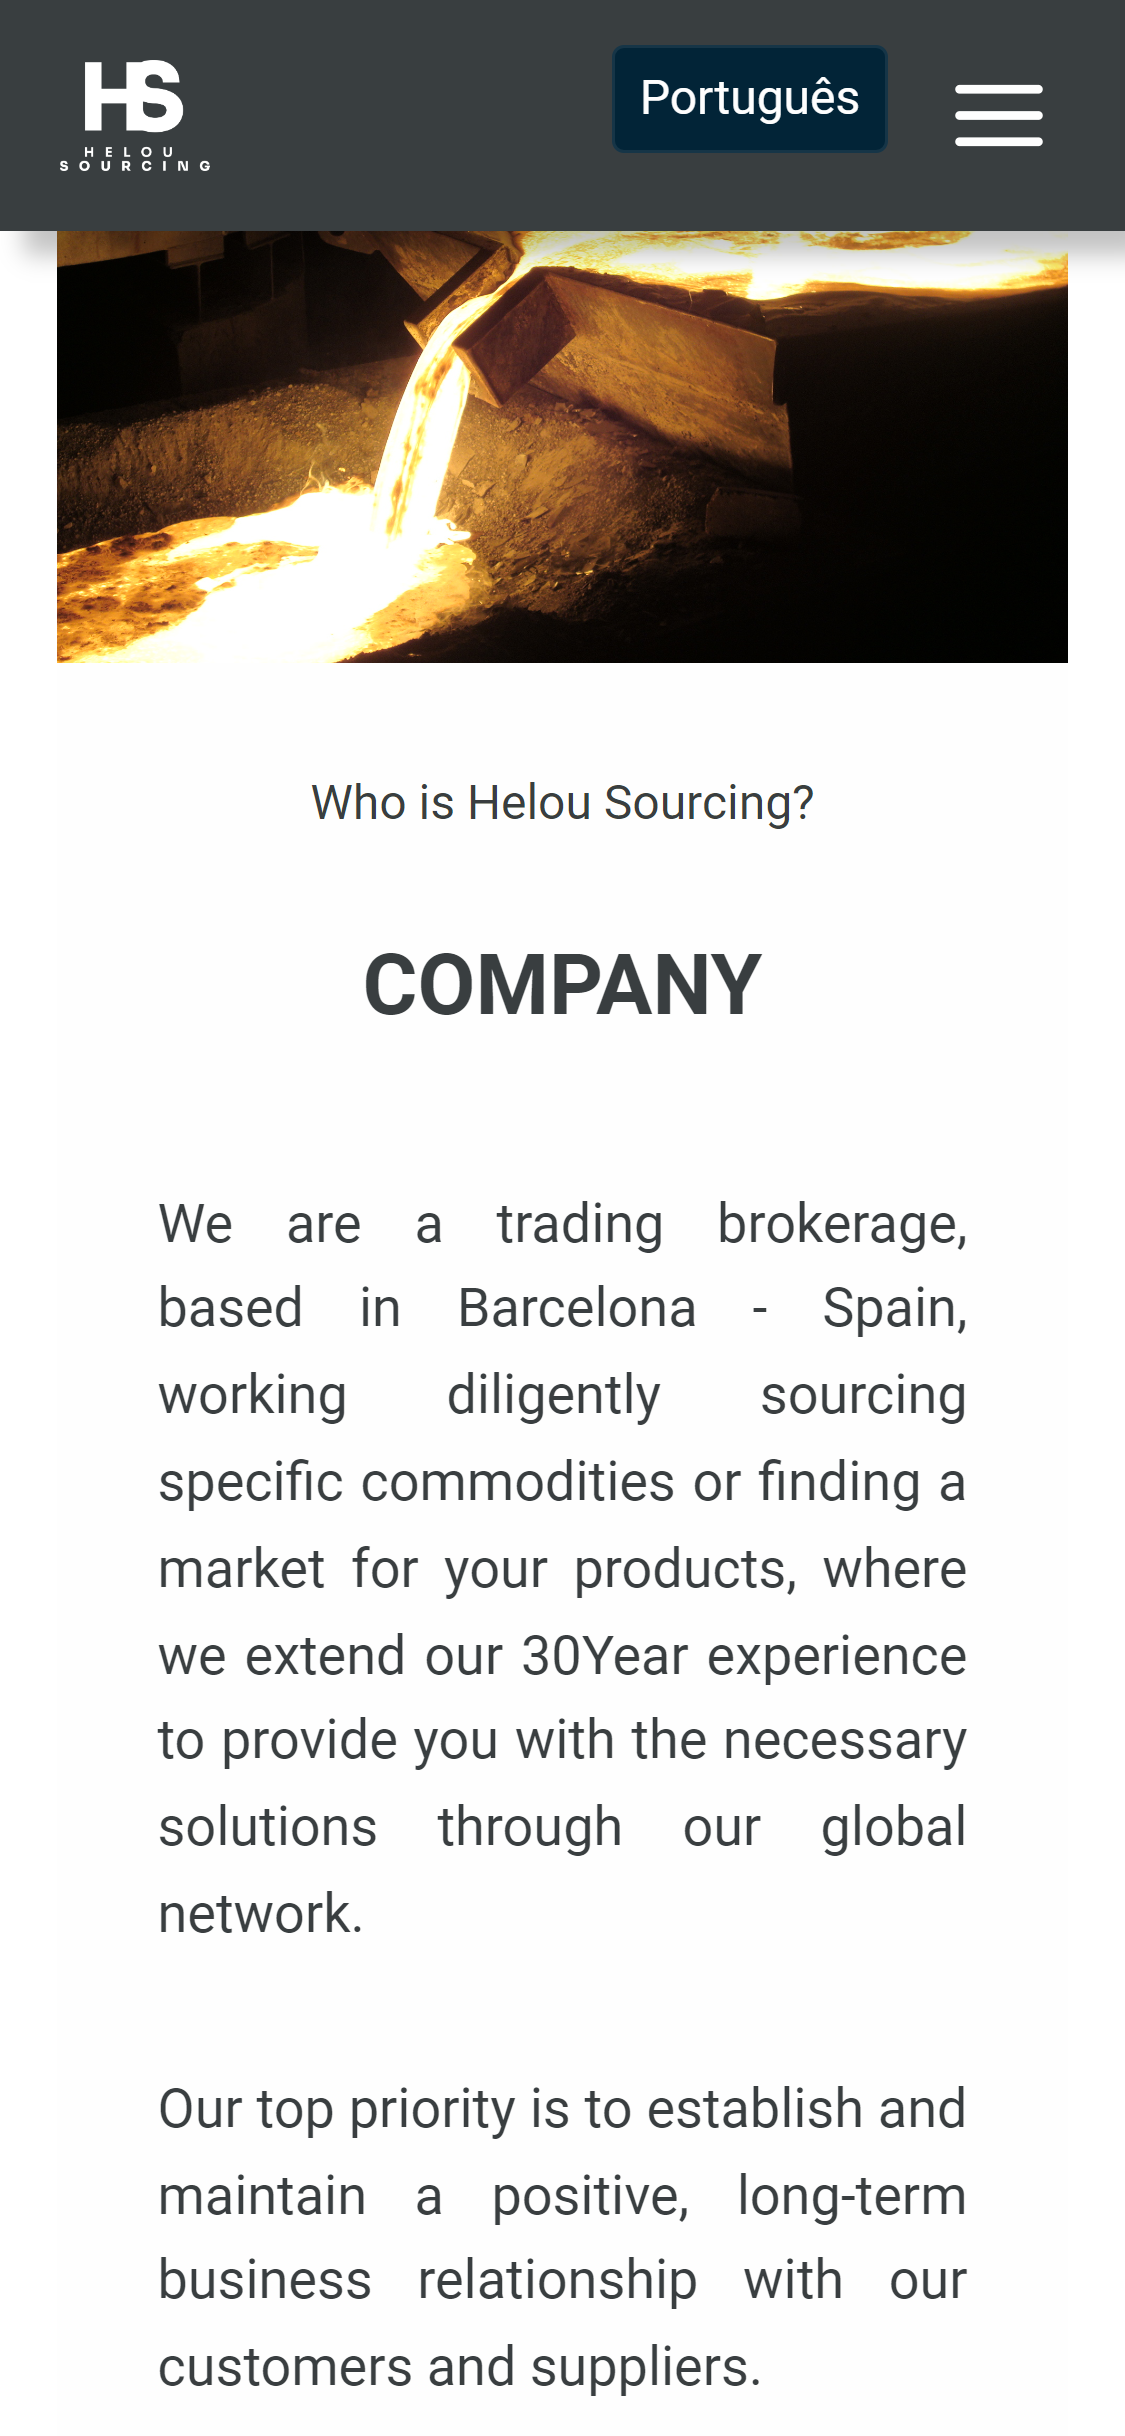 HS
HELOU
SOURCING
Português
Who is Helou Sourcing?
COMPANY
We are a trading brokerage,
based in Barcelona - Spain,
working diligently sourcing
specific commodities or finding a
market for your products, where
we extend our 30Year experience
to provide you with the necessary
solutions through our global
network.
Our top priority is to establish and
maintain a positive, long-term
business relationship with our
customers and suppliers.